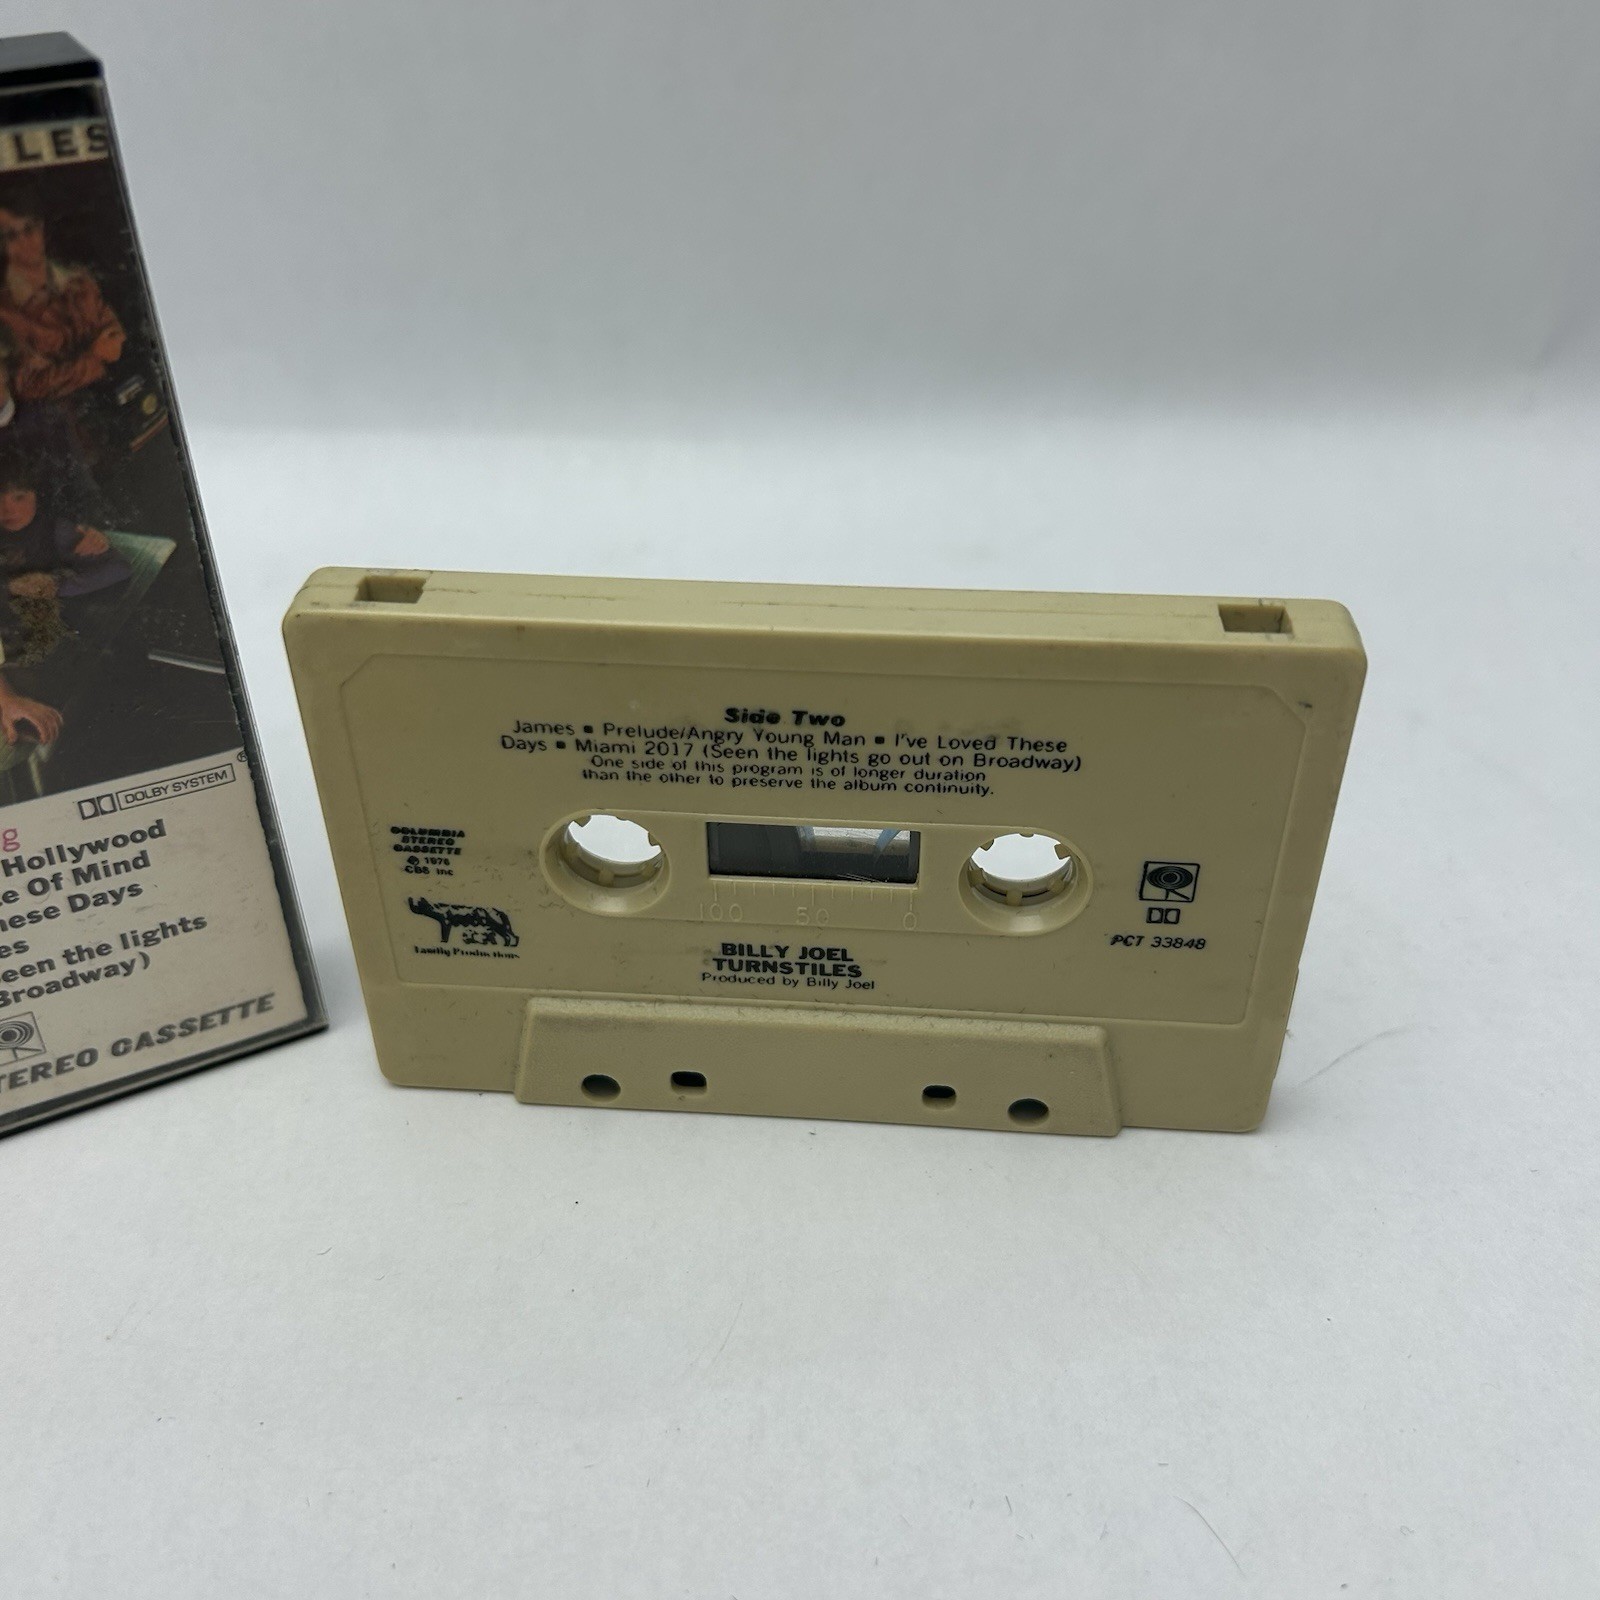 LES
DOLBY SYSTEM
®
g
Hollywood
e Of Mind
hese Days
es
een the lights
Broadway)
TEREO CASSETTE
Side Two
James ▪ Prelude/Angry Young Man ▪ I've Loved These
Days ▪ Miami 2017 (Seen the lights go out on Broadway)
One side of this program is of longer duration
than the other to preserve the album continuity.
COLUMBIA
STEREO
CASSETTE
℗ 1976
CBS Inc
Family Productions
100 50 0
BILLY JOEL
TURNSTILES
Produced by Billy Joel
PCT 33848